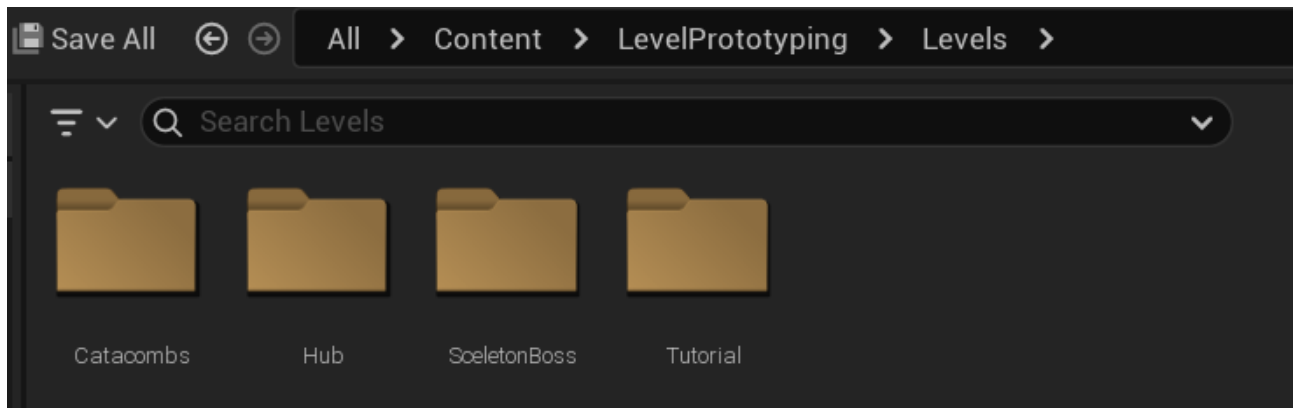 Save All All > Content > LevelPrototyping > Levels >
Search Levels
Catacombs Hub SceletonBoss Tutorial